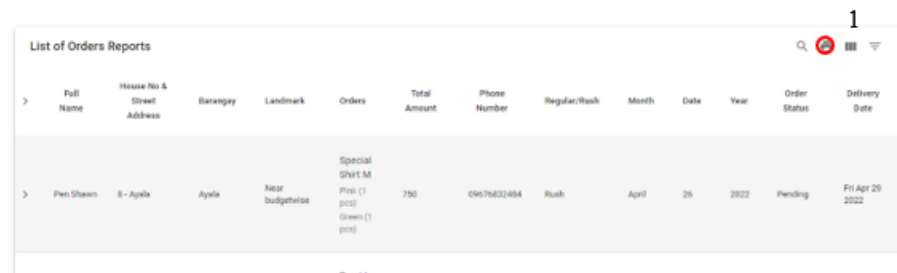 1
List of Orders Reports
Full Name House No & Street Address Barangay Landmark Orders Total Amount Phone Number Regular/Rush Month Date Year Order Status Delivery Date
Pen Shawn 8 - Ayala Ayala Near budgetwise Special Shirt M 750 09676832484 Rush April 26 2022 Pending Fri Apr 29 2022
Pink (1 pcs)
Green (1 pcs)